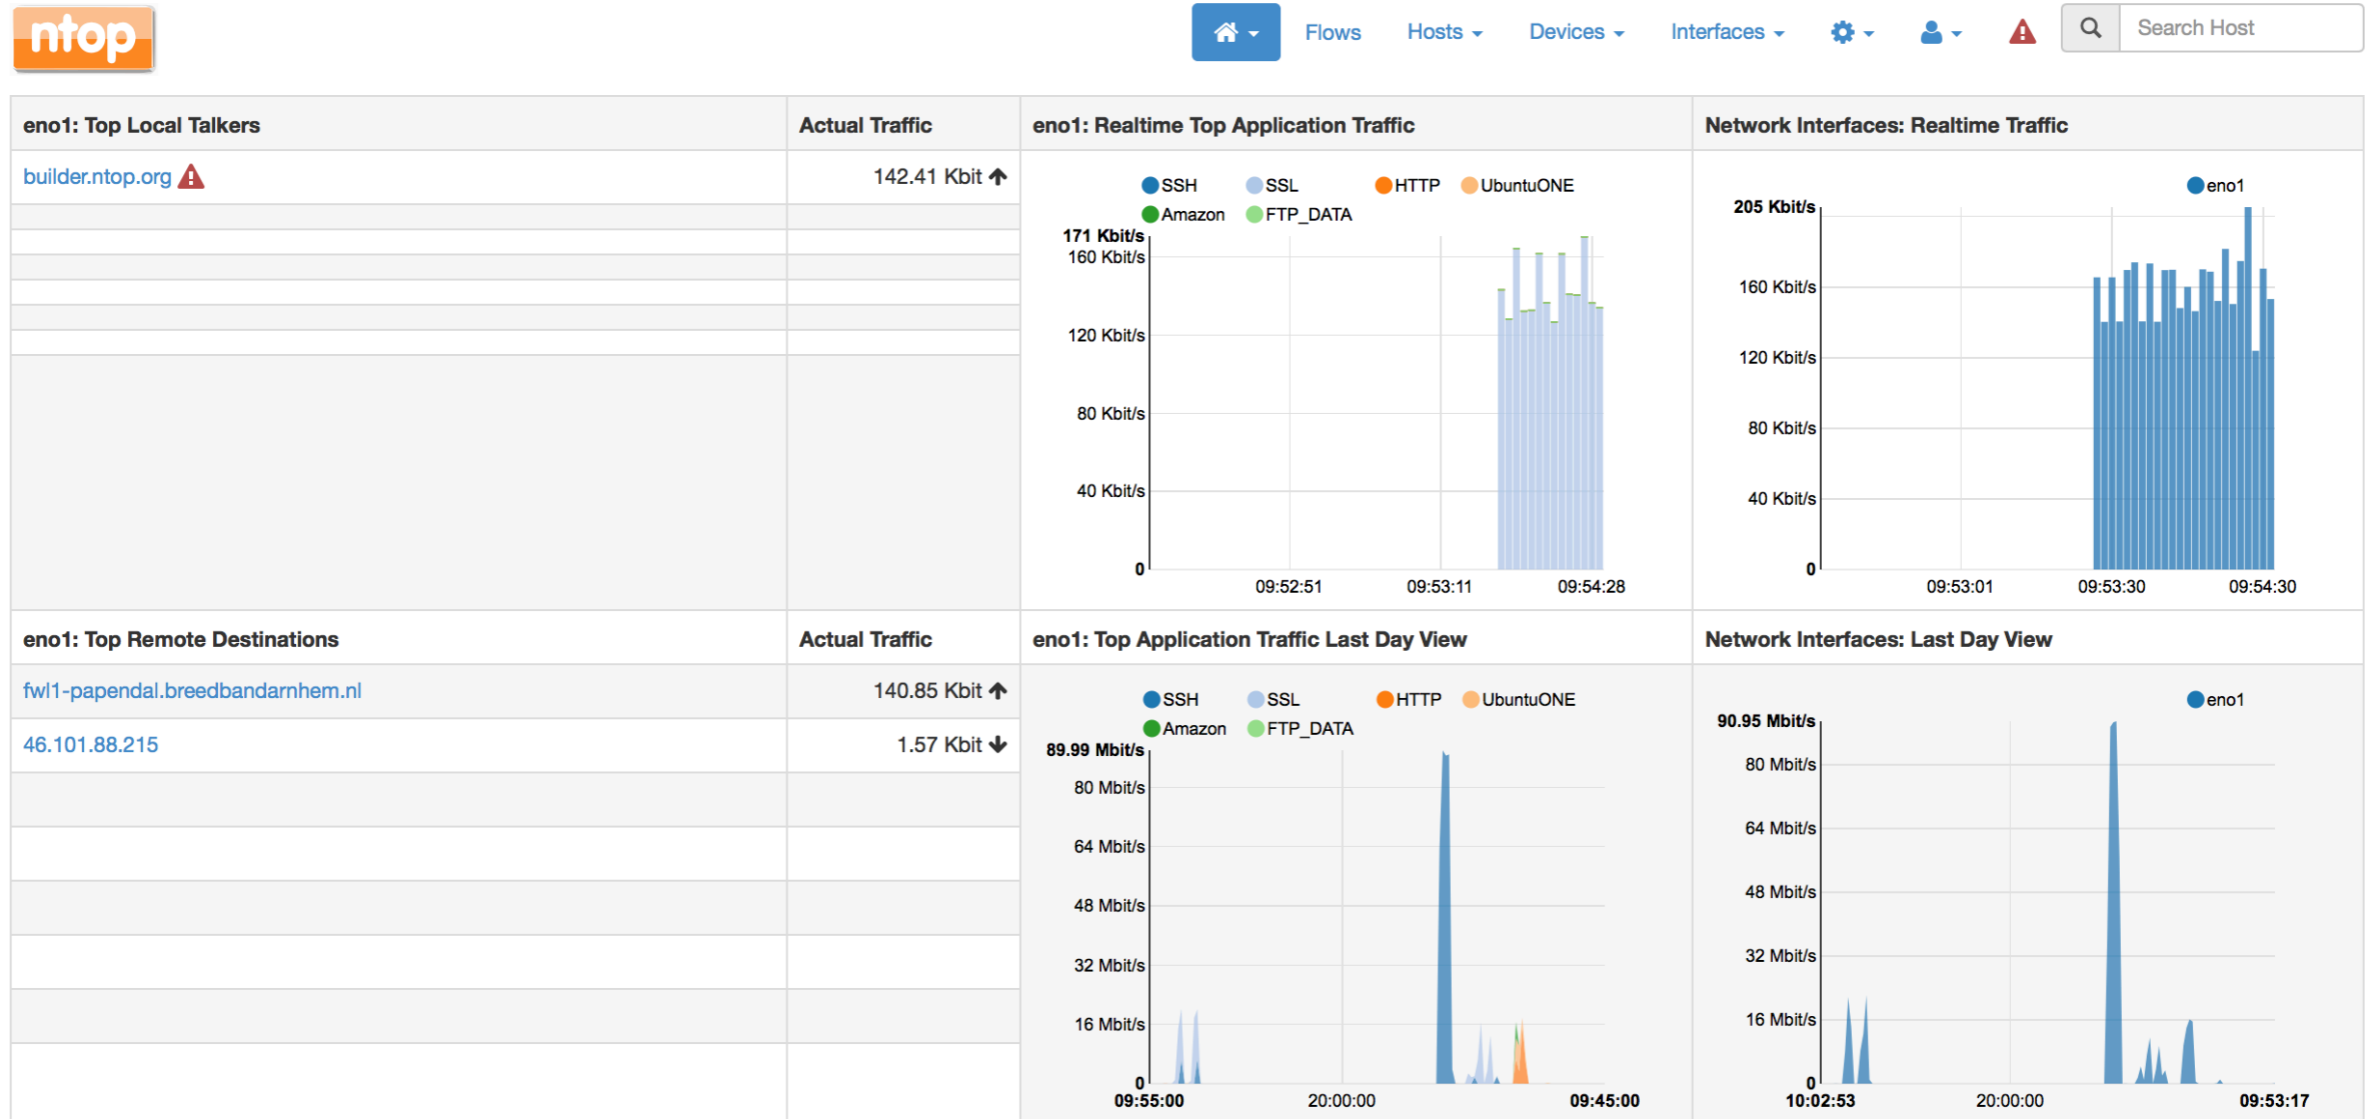 ntop
Flows Hosts Devices Interfaces Search Host
eno1: Top Local Talkers Actual Traffic
builder.ntop.org 142.41 Kbit
eno1: Realtime Top Application Traffic
SSH SSL HTTP UbuntuONE
Amazon FTP_DATA
171 Kbit/s
160 Kbit/s
120 Kbit/s
80 Kbit/s
40 Kbit/s
0
09:52:51 09:53:11 09:54:28
Network Interfaces: Realtime Traffic
eno1
205 Kbit/s
160 Kbit/s
120 Kbit/s
80 Kbit/s
40 Kbit/s
0
09:53:01 09:53:30 09:54:30
eno1: Top Remote Destinations Actual Traffic
fwl1-papendal.breedbandarnhem.nl 140.85 Kbit
46.101.88.215 1.57 Kbit
eno1: Top Application Traffic Last Day View
SSH SSL HTTP UbuntuONE
Amazon FTP_DATA
89.99 Mbit/s
80 Mbit/s
64 Mbit/s
48 Mbit/s
32 Mbit/s
16 Mbit/s
0
09:55:00 20:00:00 09:45:00
Network Interfaces: Last Day View
eno1
90.95 Mbit/s
80 Mbit/s
64 Mbit/s
48 Mbit/s
32 Mbit/s
16 Mbit/s
0
10:02:53 20:00:00 09:53:17